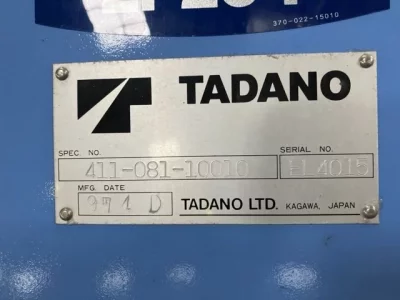 370-022-15010
TADANO
SPEC. NO.
SERIAL NO.
411-081-10010
MFG. DATE
TADANO LTD. KAGAWA, JAPAN